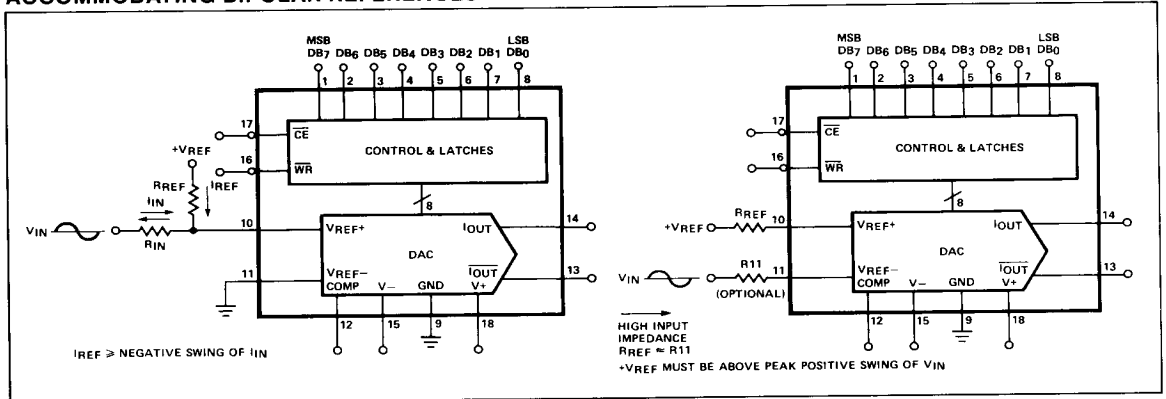 ACCOMMODATING BIPOLAR REFERENCES
MSB
LSB
DB7 DB6 DB5 DB4 DB3 DB2 DB1 DB0
1 2 3 4 5 6 7 8
17
CE
CONTROL & LATCHES
16
WR
+VREF
RREF
IREF
IIN
VIN
RIN
8
10
VREF+
IOUT
14
DAC
11
VREF−
IOUT
13
COMP V− GND V+
12 15 9 18
IREF ⩾ NEGATIVE SWING OF IIN
MSB
LSB
DB7 DB6 DB5 DB4 DB3 DB2 DB1 DB0
1 2 3 4 5 6 7 8
17
CE
CONTROL & LATCHES
16
WR
8
+VREF
RREF
10
VREF+
IOUT
14
DAC
VIN
R11
11
(OPTIONAL)
VREF−
IOUT
13
COMP V− GND V+
12 15 9 18
HIGH INPUT
IMPEDANCE
RREF ≈ R11
+VREF MUST BE ABOVE PEAK POSITIVE SWING OF VIN